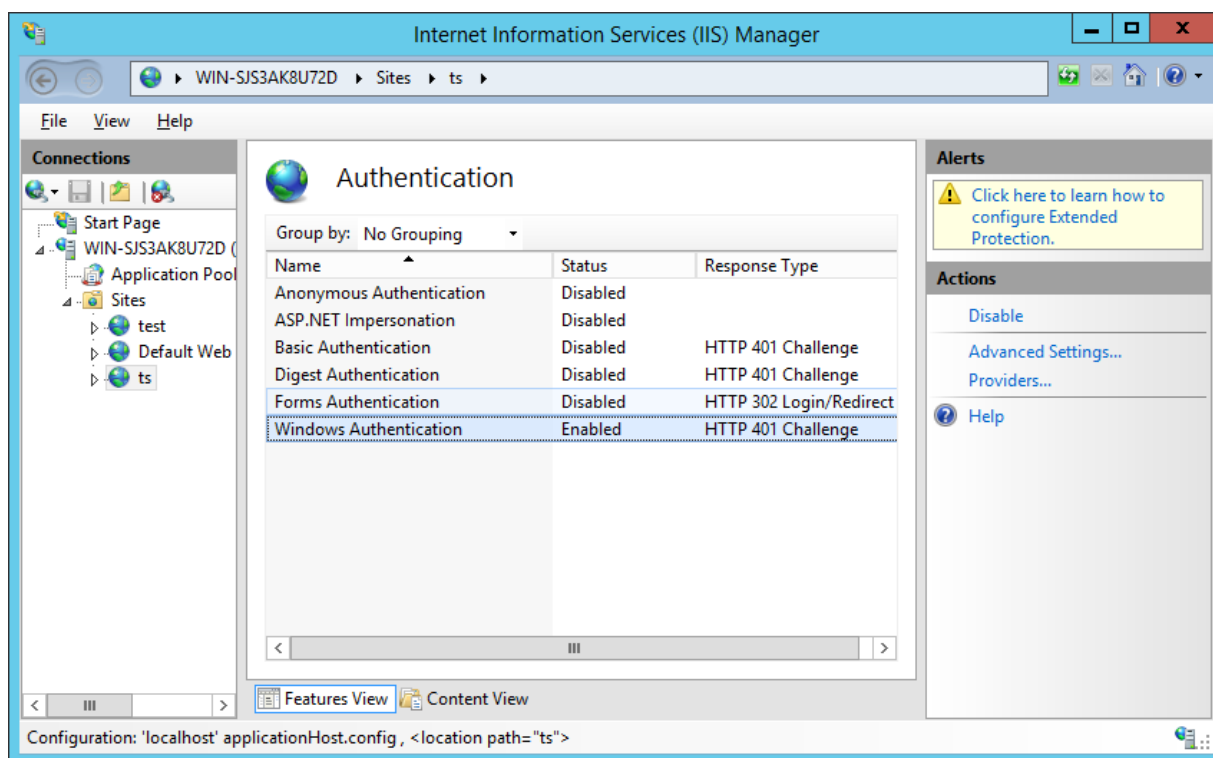 Internet Information Services (IIS) Manager
WIN-SJS3AK8U72D Sites ts
File View Help
Connections
Start Page
WIN-SJS3AK8U72D (
Application Pool
Sites
test
Default Web
ts
Authentication
Group by: No Grouping
Name Status Response Type
Anonymous Authentication Disabled
ASP.NET Impersonation Disabled
Basic Authentication Disabled HTTP 401 Challenge
Digest Authentication Disabled HTTP 401 Challenge
Forms Authentication Disabled HTTP 302 Login/Redirect
Windows Authentication Enabled HTTP 401 Challenge
Features View Content View
Alerts
Click here to learn how to
configure Extended
Protection.
Actions
Disable
Advanced Settings...
Providers...
Help
Configuration: 'localhost' applicationHost.config , <location path="ts">